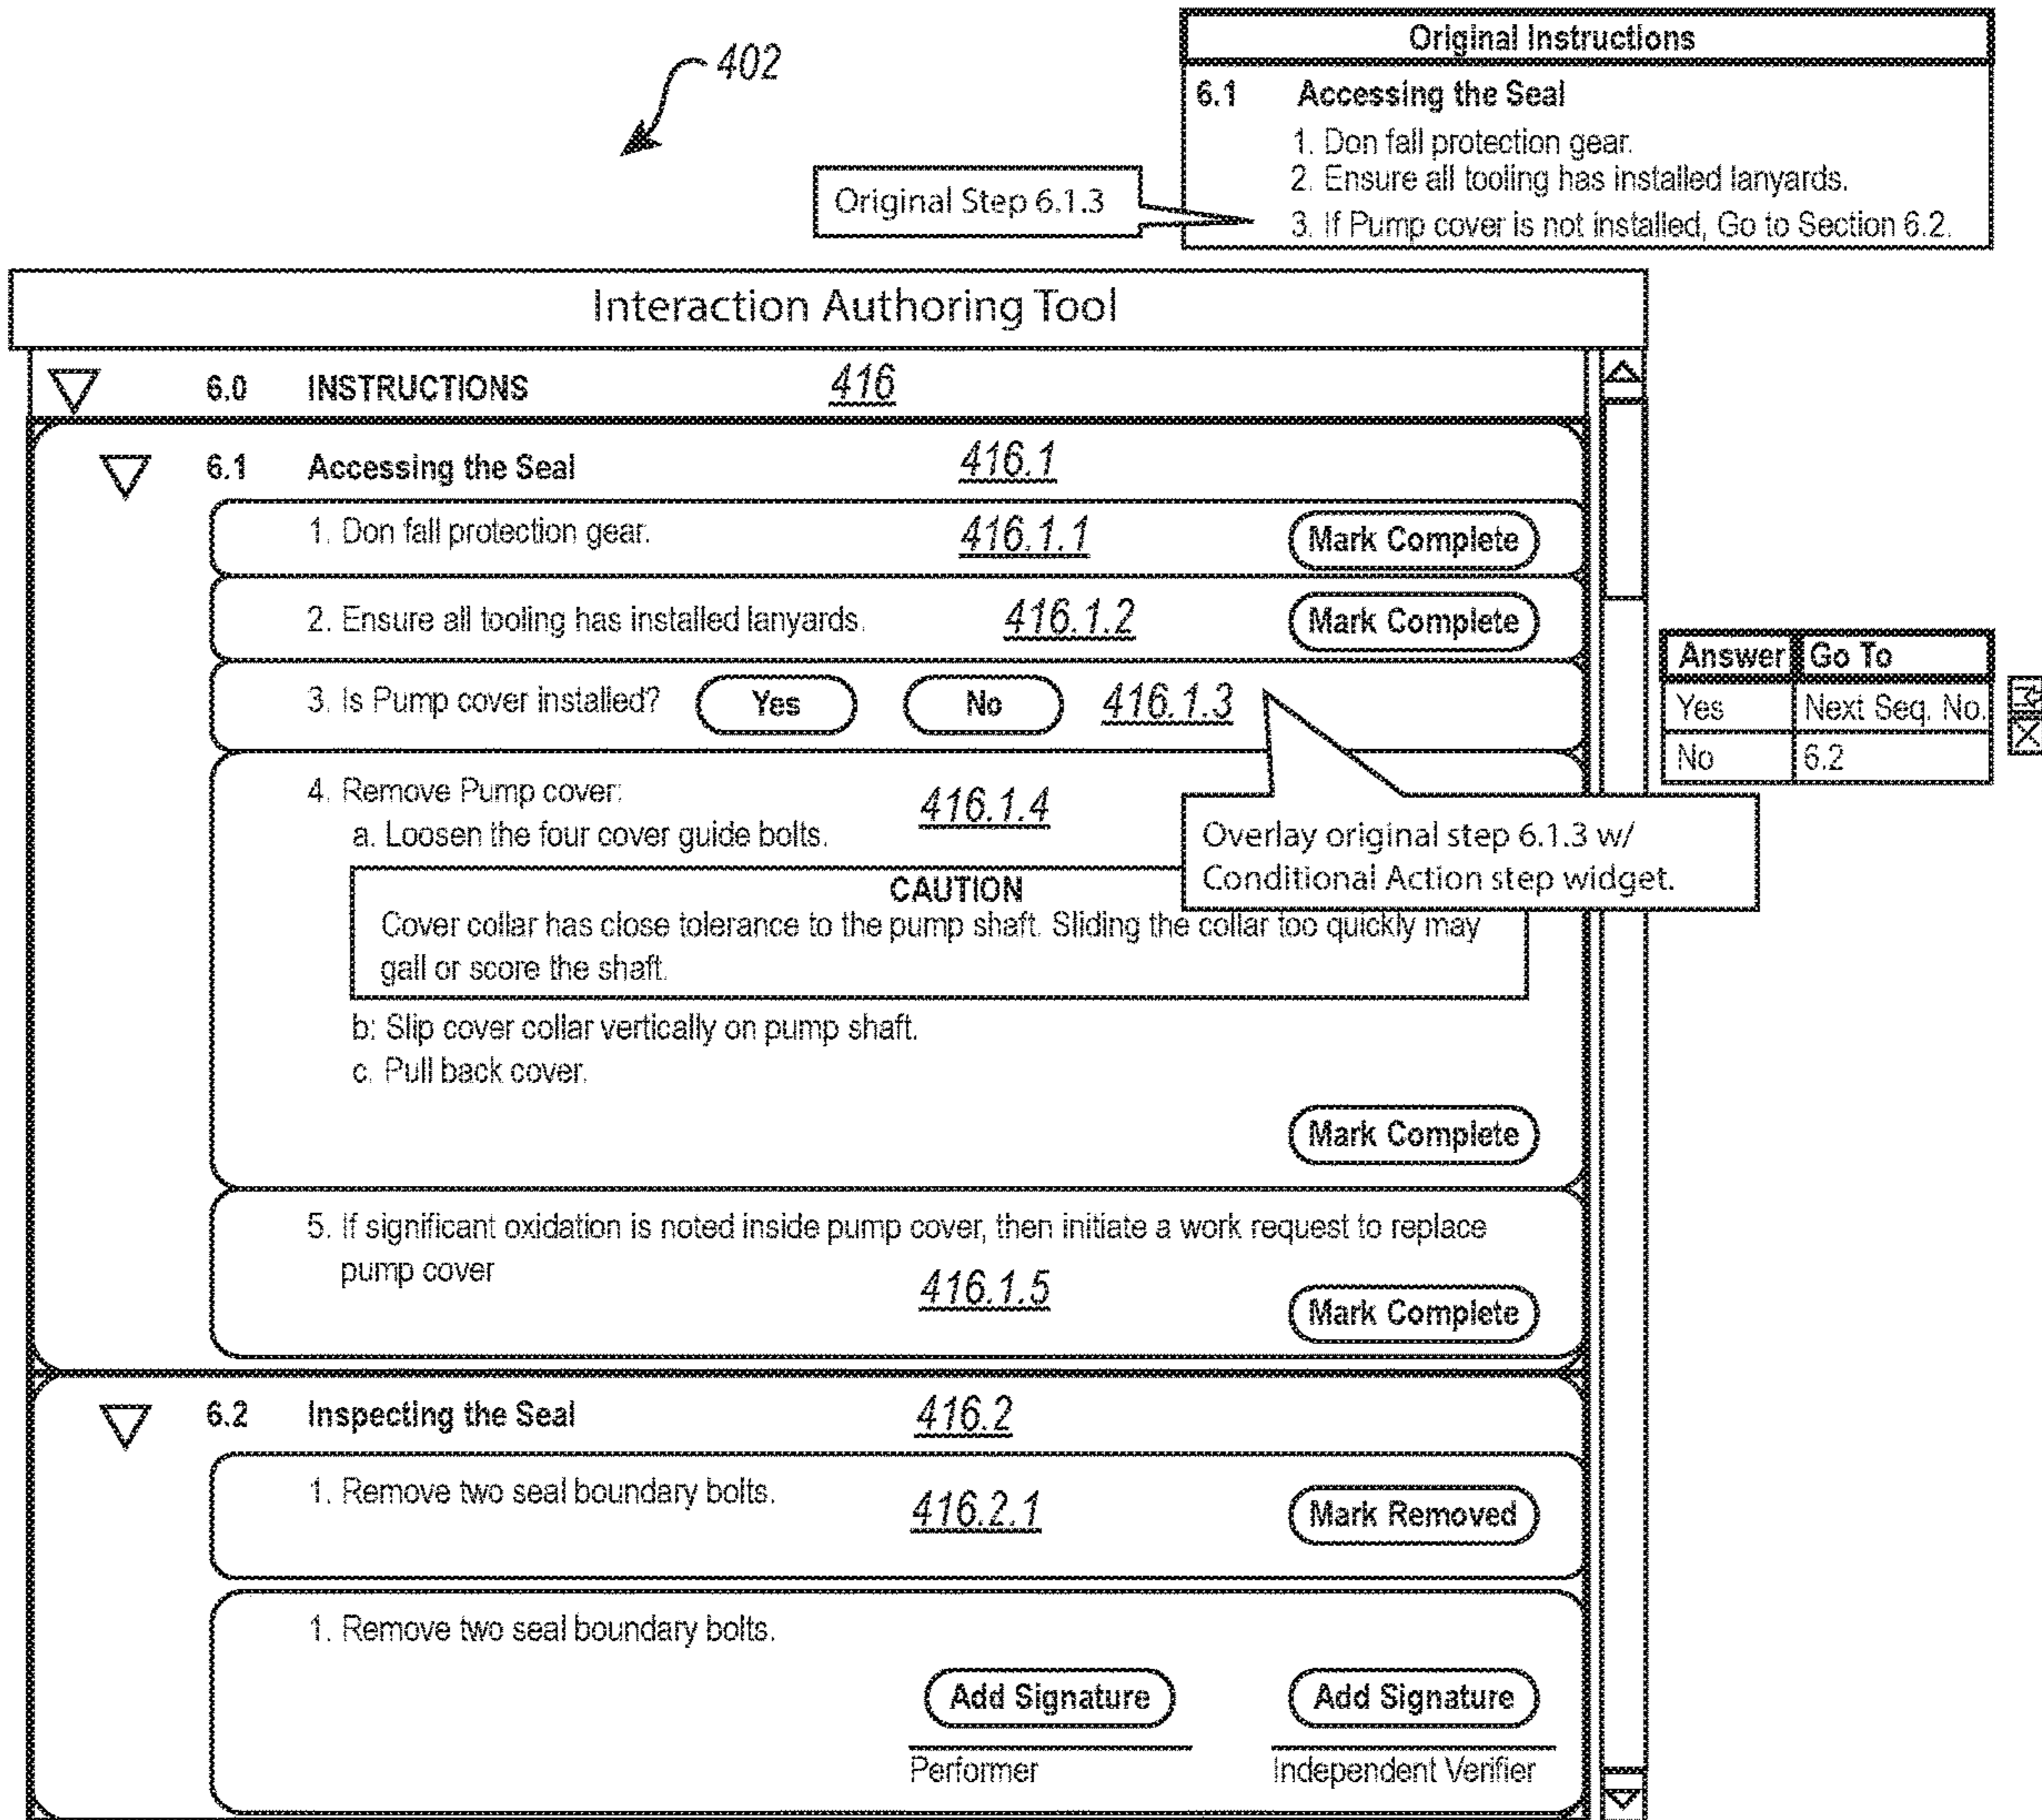 402
Original Instructions
6.1 Accessing the Seal
1. Don fall protection gear.
2. Ensure all tooling has installed lanyards.
3. If Pump cover is not installed, Go to Section 6.2.
Original Step 6.1.3
Interaction Authoring Tool
6.0 INSTRUCTIONS 416
6.1 Accessing the Seal 416.1
1. Don fall protection gear. 416.1.1 Mark Complete
2. Ensure all tooling has installed lanyards. 416.1.2 Mark Complete
3. Is Pump cover installed? Yes No 416.1.3
Answer Go To
Yes Next Seq. No.
No 6.2
4. Remove Pump cover: 416.1.4
a. Loosen the four cover guide bolts.
Overlay original step 6.1.3 w/
Conditional Action step widget.
CAUTION
Cover collar has close tolerance to the pump shaft. Sliding the collar too quickly may
gall or score the shaft.
b: Slip cover collar vertically on pump shaft.
c. Pull back cover.
Mark Complete
5. If significant oxidation is noted inside pump cover, then initiate a work request to replace
pump cover
416.1.5 Mark Complete
6.2 Inspecting the Seal 416.2
1. Remove two seal boundary bolts. 416.2.1 Mark Removed
1. Remove two seal boundary bolts.
Add Signature Add Signature
Performer Independent Verifier